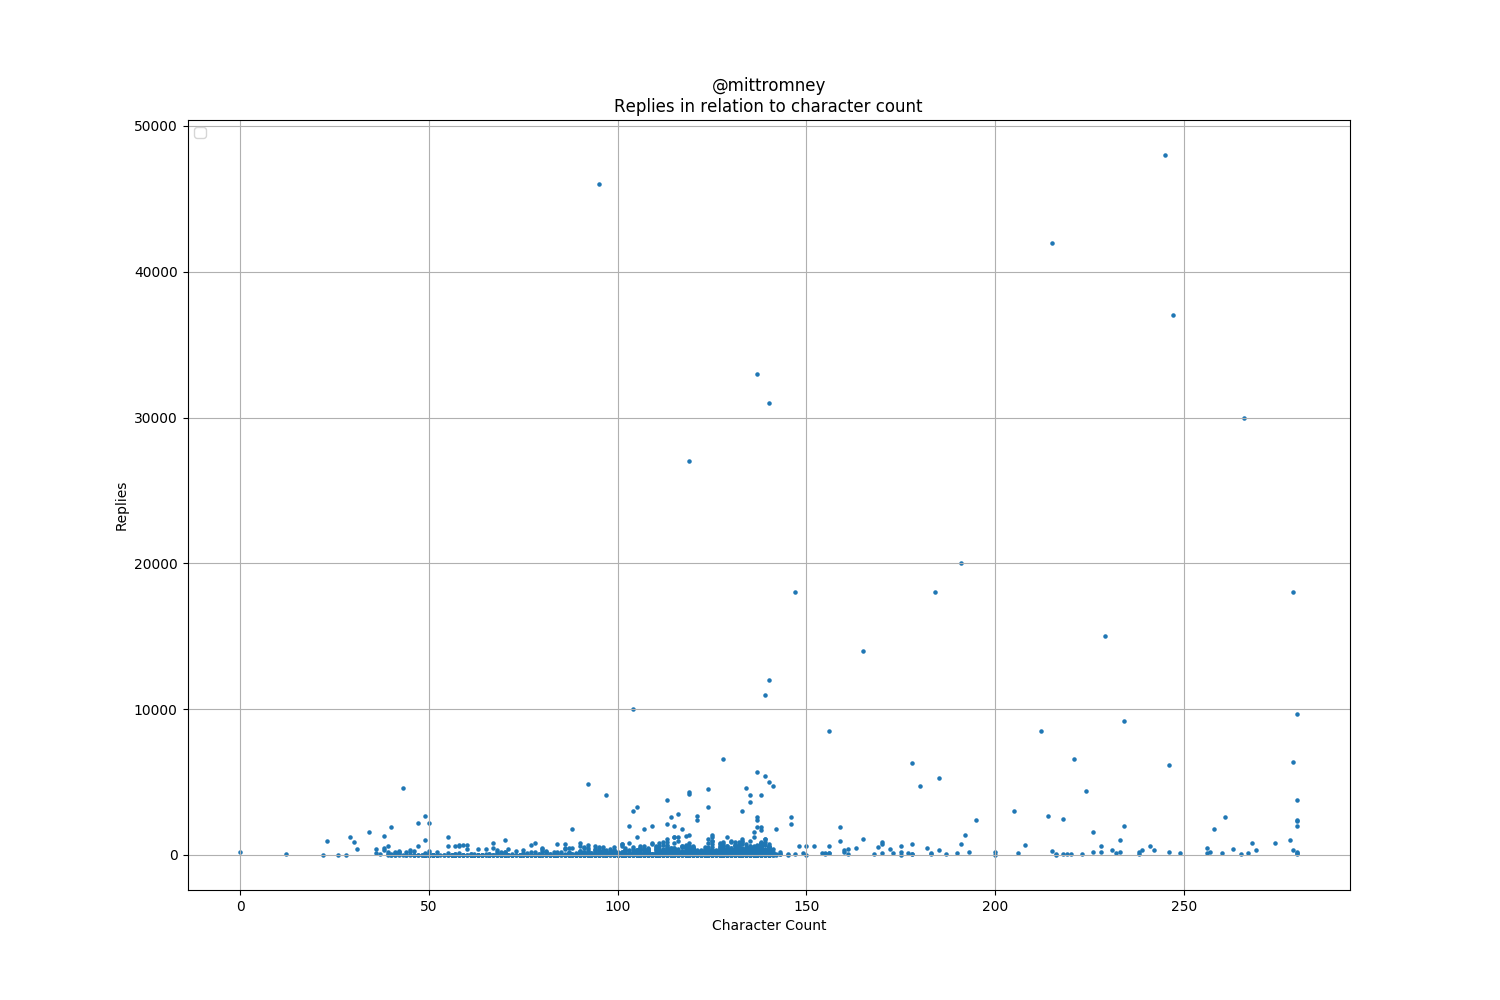 @mittromney
Replies in relation to character count
50000
40000
30000
20000
10000
0
Replies
0 50 100 150 200 250
Character Count